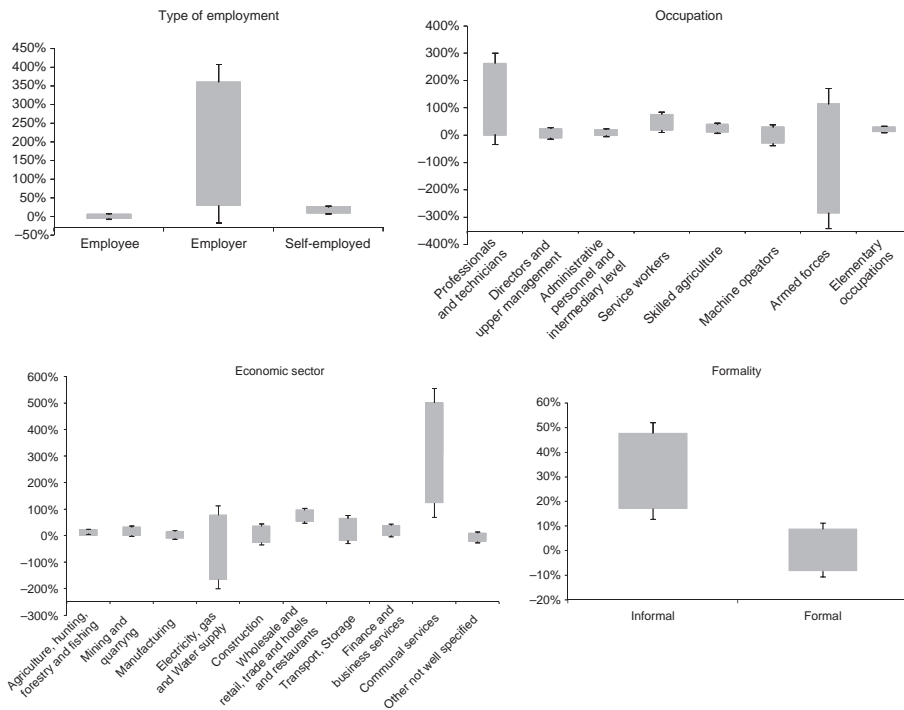 Type of employment
450%
400%
350%
300%
250%
200%
150%
100%
50%
0%
–50%
Employee
Employer
Self-employed
Occupation
400%
300%
200%
100%
0%
–100%
–200%
–300%
–400%
Professionals
and technicians
Directors and
upper management
Administrative
personnel and
intermediary level
Service workers
Skilled agriculture
Machine opeators
Armed forces
Elementary
occupations
Economic sector
600%
500%
400%
300%
200%
100%
0%
–100%
–200%
–300%
Agriculture, hunting,
forestry and fishing
Mining and
quarryng
Manufacturing
Electricity, gas
and Water supply
Construction
Wholesale and
retail, trade and hotels
and restaurants
Transport, Storage
Finance and
business services
Communal services
Other not well specified
Formality
60%
50%
40%
30%
20%
10%
0%
–10%
–20%
Informal
Formal